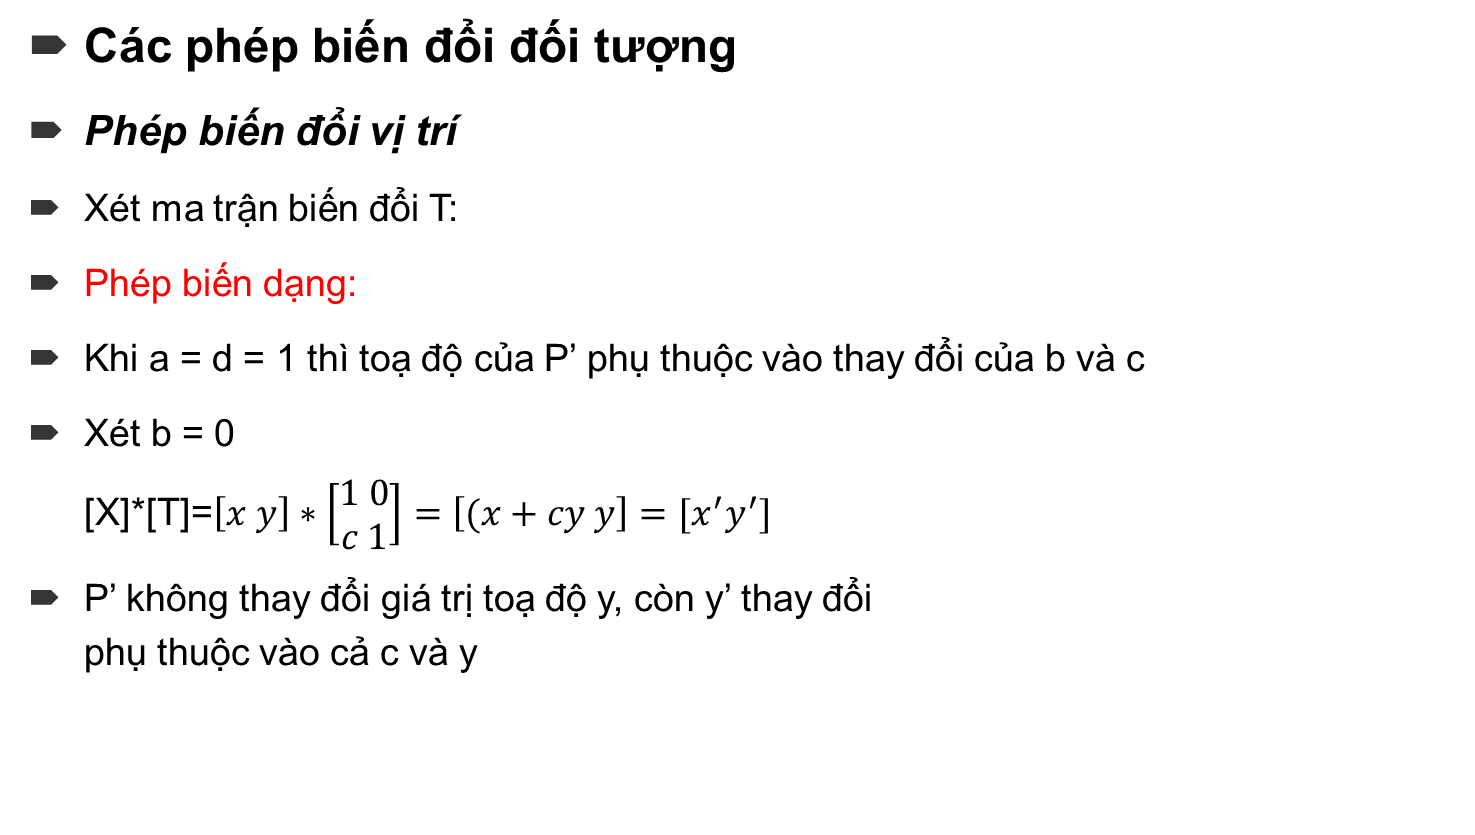 Các phép biến đổi đối tượng
Phép biến đổi vị trí
Xét ma trận biến đổi T:
Phép biến dạng:
Khi a = d = 1 thì toạ độ của P’ phụ thuộc vào thay đổi của b và c
Xét b = 0
[X]*[T]=[x y] ∗ [1 0
c 1] = [(x + cy y] = [x′y′]
P’ không thay đổi giá trị toạ độ y, còn y’ thay đổi
phụ thuộc vào cả c và y